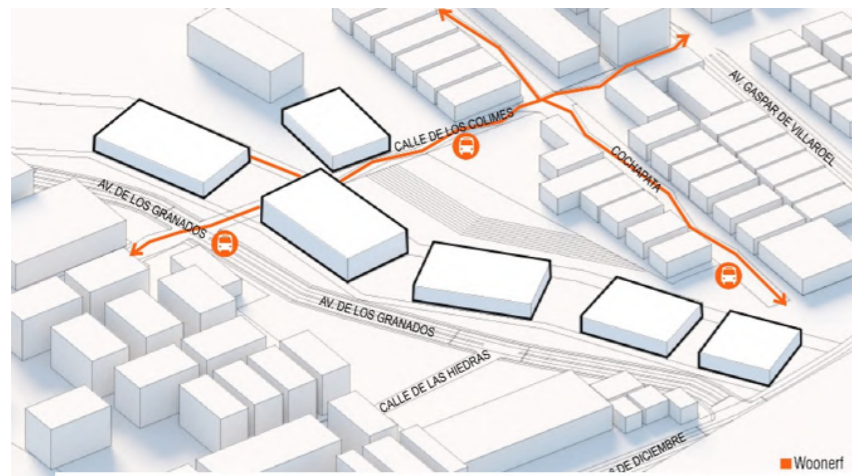 CALLE DE LOS COLIMES
AV. GASPAR DE VILLAROEL
COCHAPATA
AV. DE LOS GRANADOS
AV. DE LOS GRANADOS
CALLE DE LAS HIEDRAS
DE DICIEMBRE
Woonerf